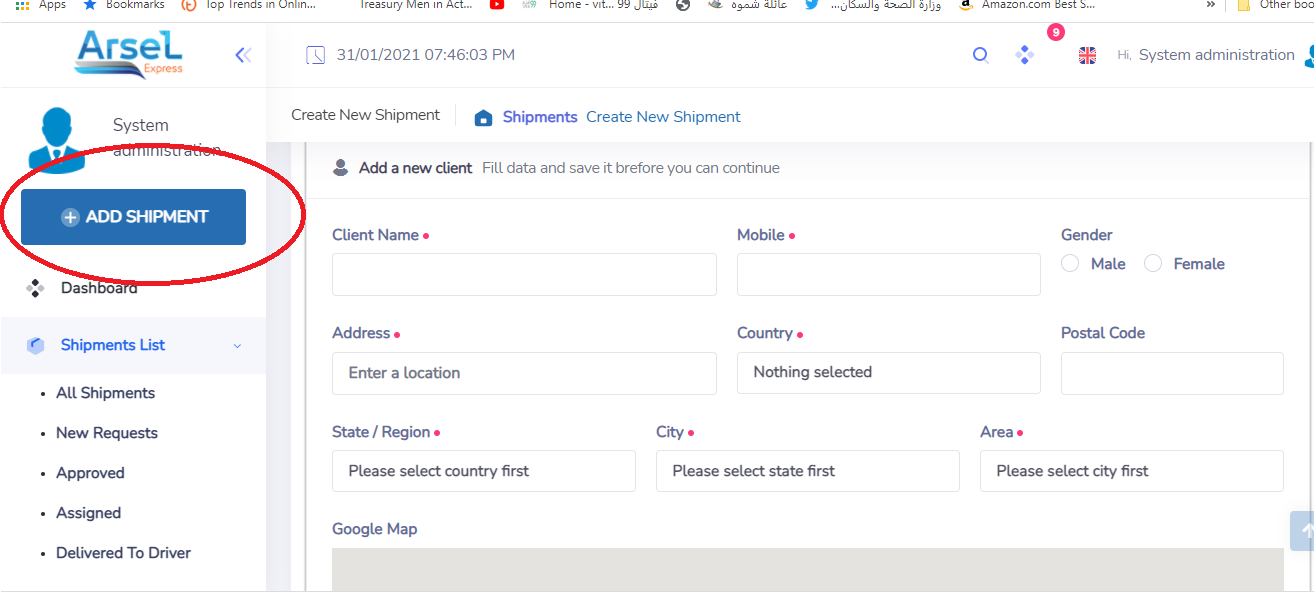 Apps Bookmarks Top Trends in Onlin... Treasury Men in Act... Home - vit... 99 فيتال عائلة شموه وزارة الصحة والسكان... Amazon.com Best S... » Other boo
Arsel
Express
31/01/2021 07:46:03 PM
9
Hi, System administration
System
administration
Create New Shipment
Shipments Create New Shipment
ADD SHIPMENT
Dashboard
Shipments List
All Shipments
New Requests
Approved
Assigned
Delivered To Driver
Add a new client Fill data and save it brefore you can continue
Client Name
Mobile
Gender
Male Female
Address
Country
Postal Code
Enter a location
Nothing selected
State / Region
City
Area
Please select country first
Please select state first
Please select city first
Google Map